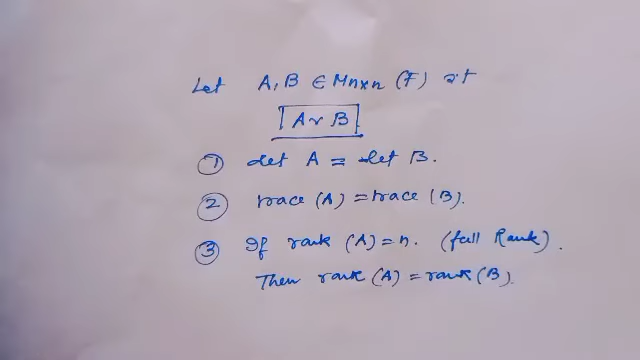 Let A, B ∈ Mn×n (F) s.t
A ~ B
① det A = det B.
② trace (A) = trace (B).
③ If rank (A) = n. (full Rank).
Then rank (A) = rank (B).